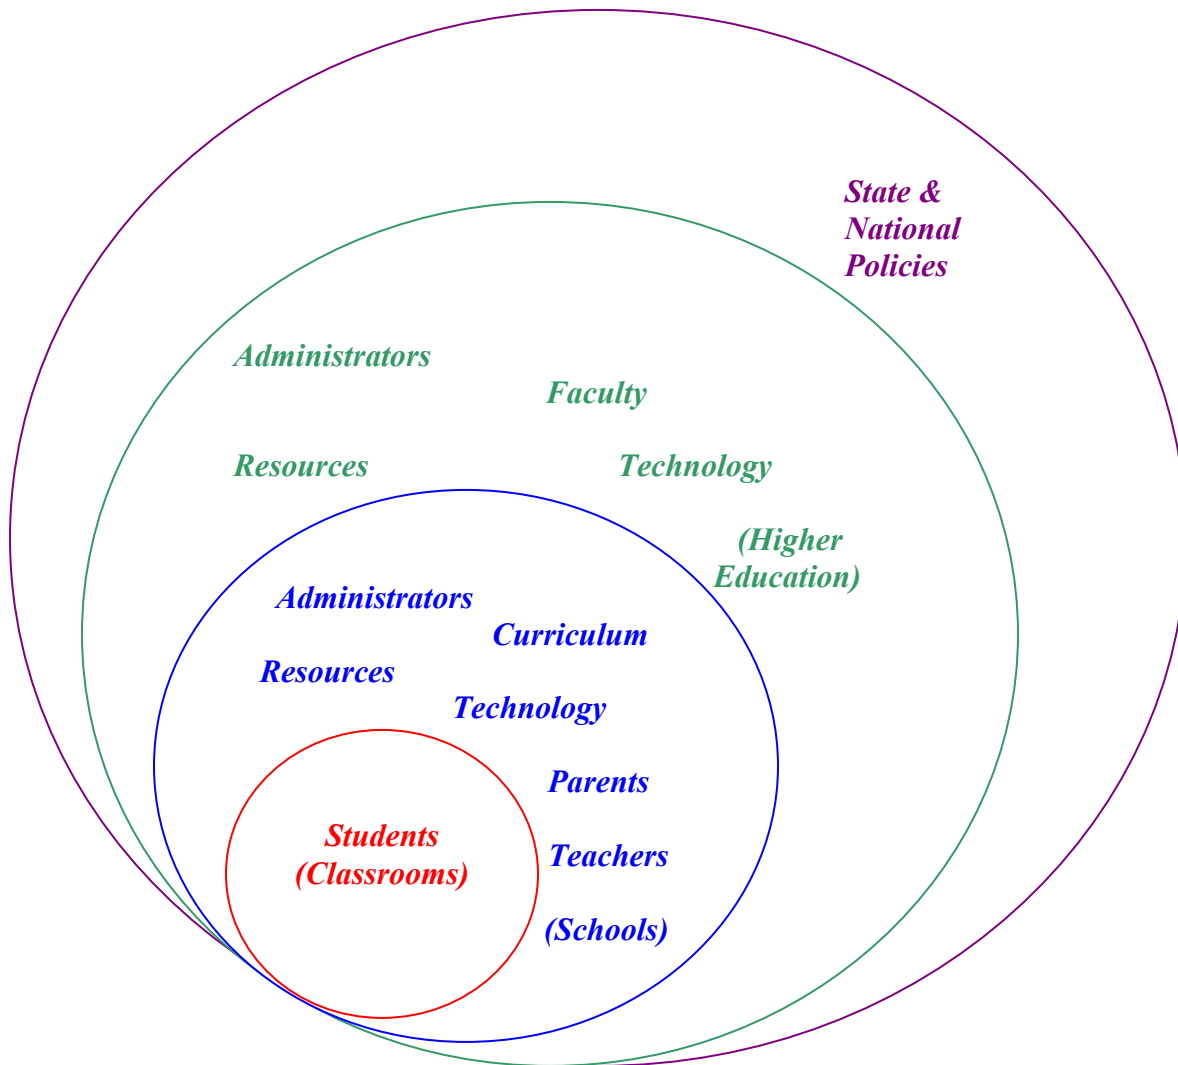 State &
National
Policies
Administrators
Faculty
Resources
Technology
(Higher
Education)
Administrators
Curriculum
Resources
Technology
Parents
Students
(Classrooms)
Teachers
(Schools)